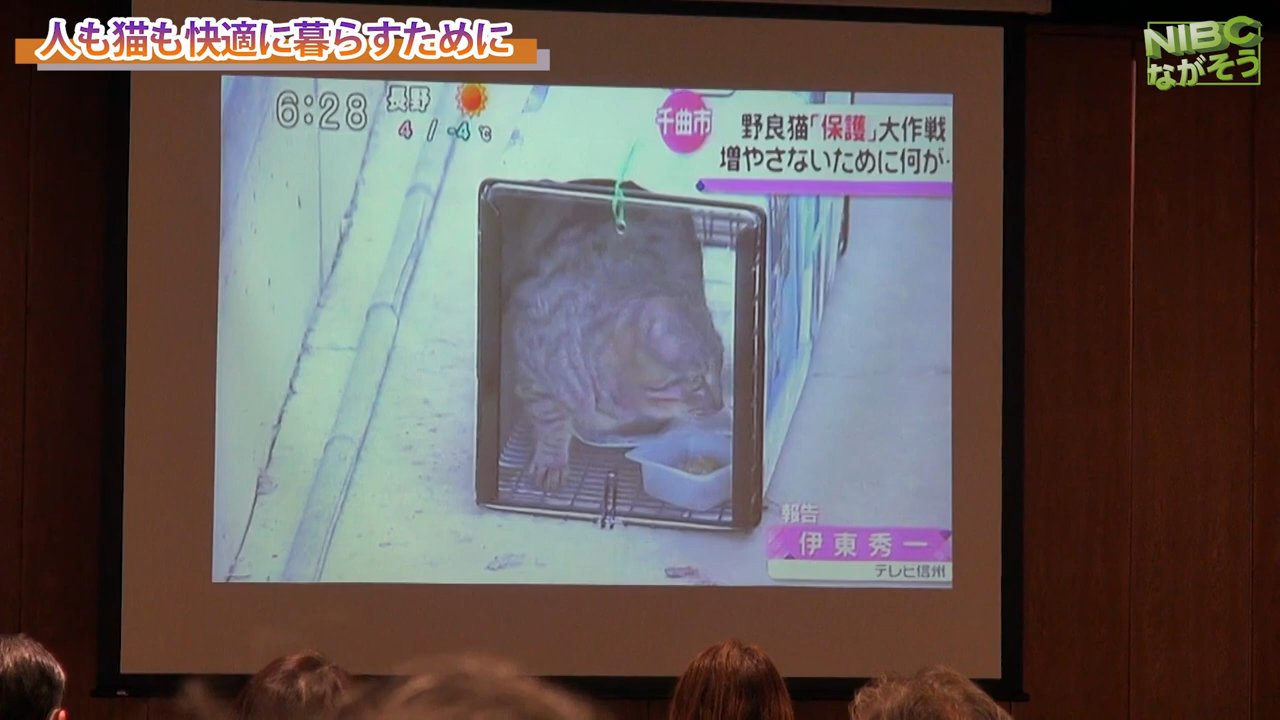 人も猫も快適に暮らすために
NIBC
ながそう
6:28
長野
4 / -4℃
千曲市
野良猫「保護」大作戦
増やさないために何が・
報告
伊東秀一
テレビ信州